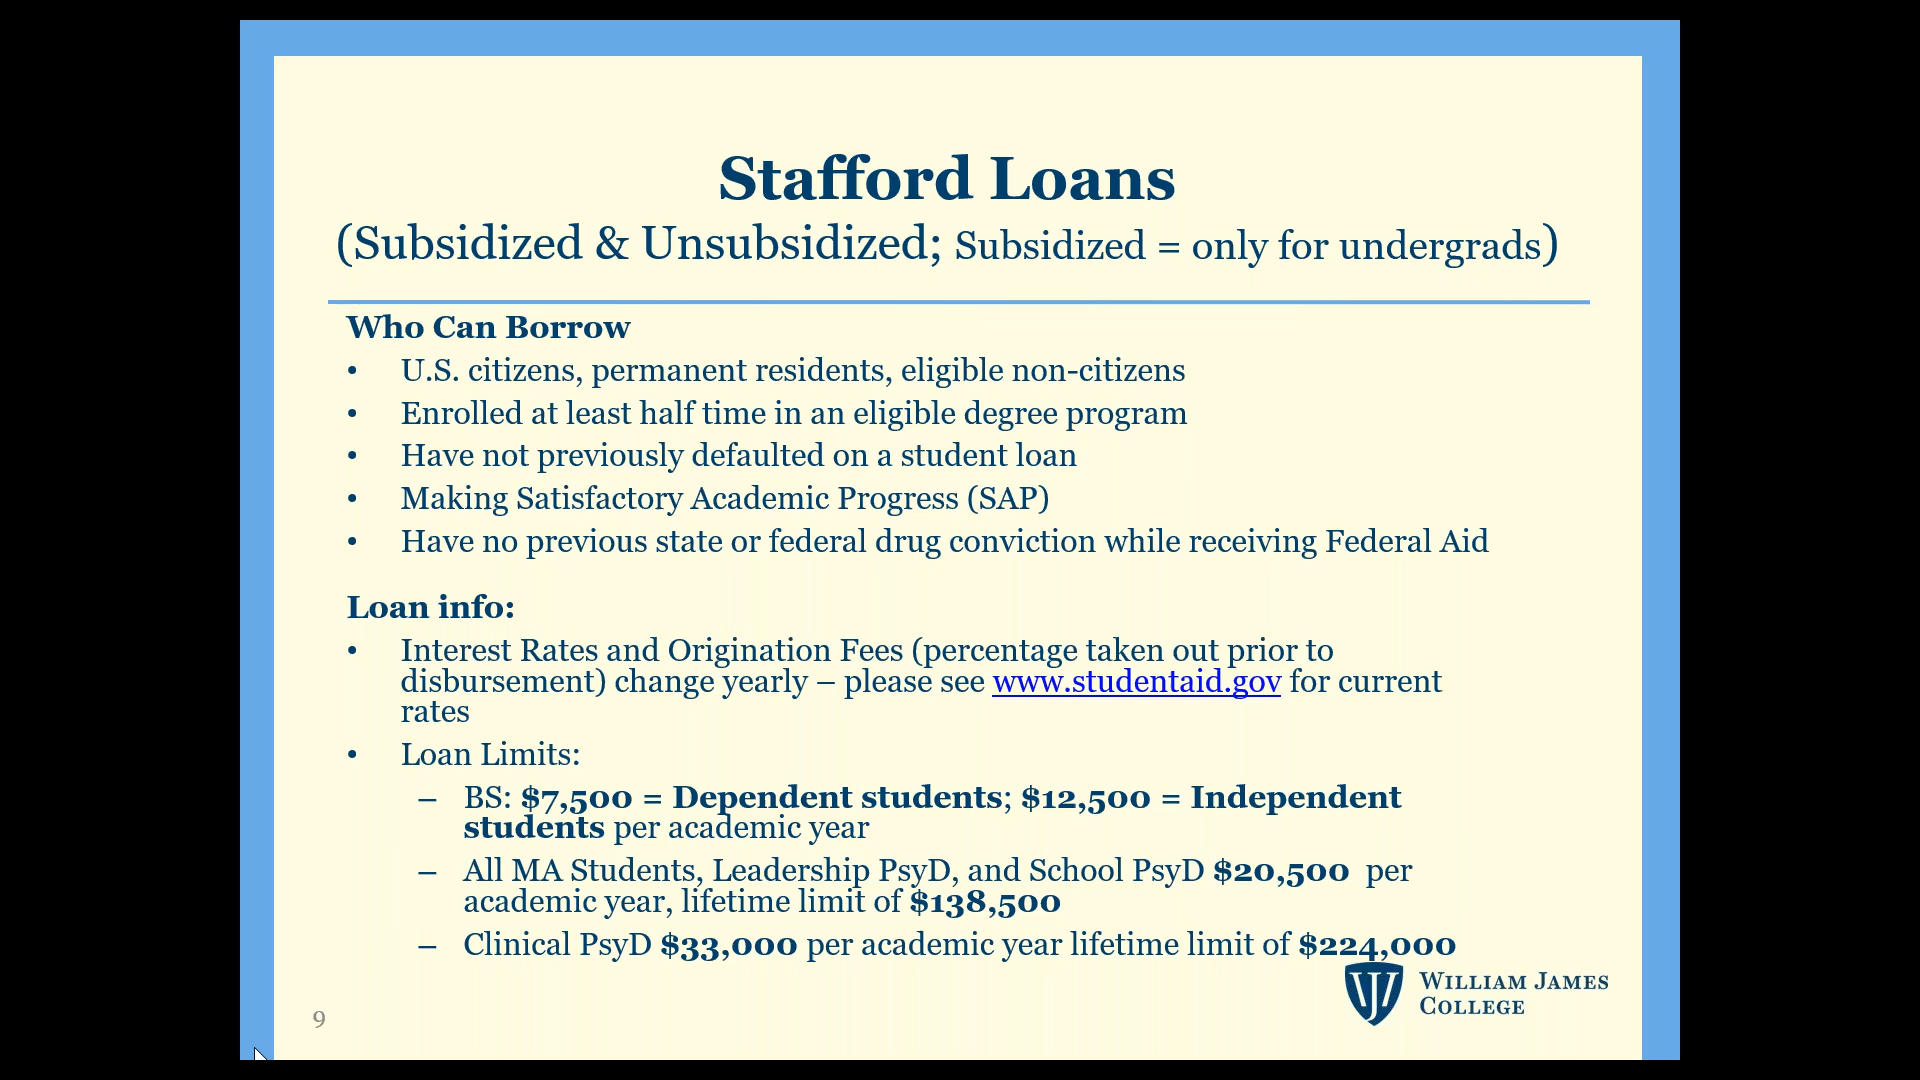 Stafford Loans
(Subsidized & Unsubsidized; Subsidized = only for undergrads)
Who Can Borrow
• U.S. citizens, permanent residents, eligible non-citizens
• Enrolled at least half time in an eligible degree program
• Have not previously defaulted on a student loan
• Making Satisfactory Academic Progress (SAP)
• Have no previous state or federal drug conviction while receiving Federal Aid
Loan info:
• Interest Rates and Origination Fees (percentage taken out prior to
disbursement) change yearly – please see www.studentaid.gov for current
rates
• Loan Limits:
– BS: $7,500 = Dependent students; $12,500 = Independent
students per academic year
– All MA Students, Leadership PsyD, and School PsyD $20,500 per
academic year, lifetime limit of $138,500
– Clinical PsyD $33,000 per academic year lifetime limit of $224,000
WILLIAM JAMES
COLLEGE
9